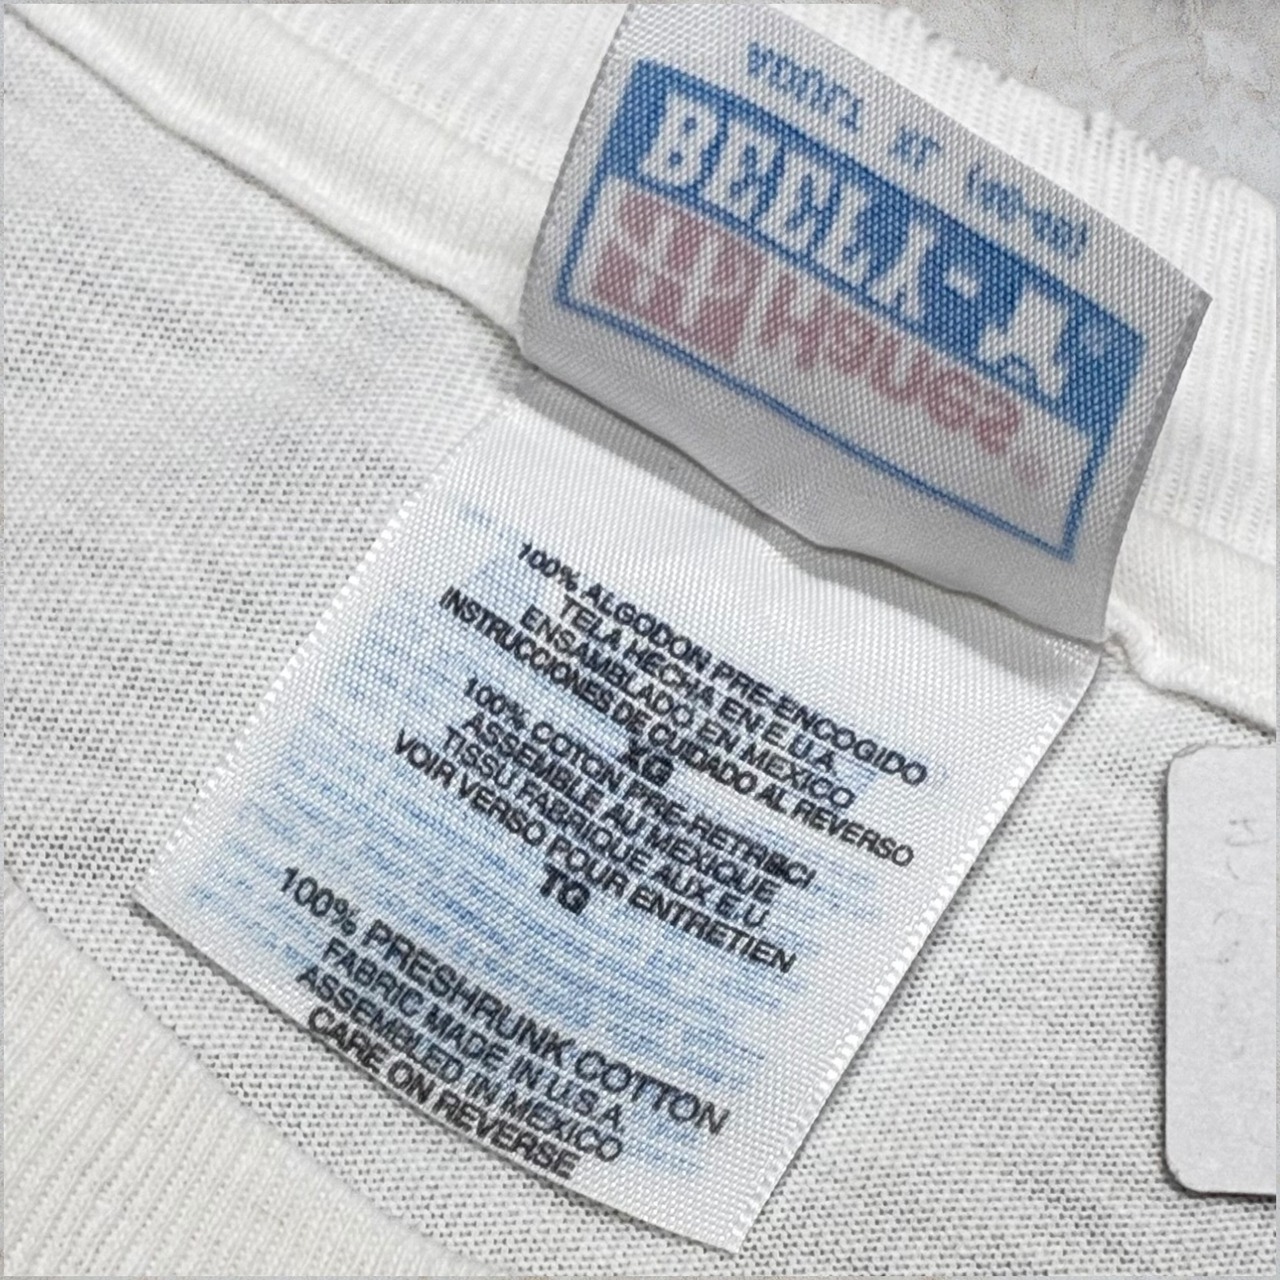 100% ALGODON PRE-ENCOGIDO
TELA HECHA EN E.U.A.
ENSAMBLADO EN MEXICO
INSTRUCCIONES DE CUIDADO AL REVERSO
XG
100% COTON PRE-RETRECI
ASSEMBLE AU MEXIQUE
TISSU FABRIQUE AUX E.U.
VOIR VERSO POUR ENTRETIEN
TG
100% PRESHRUNK COTTON
FABRIC MADE IN U.S.A.
ASSEMBLED IN MEXICO
CARE ON REVERSE